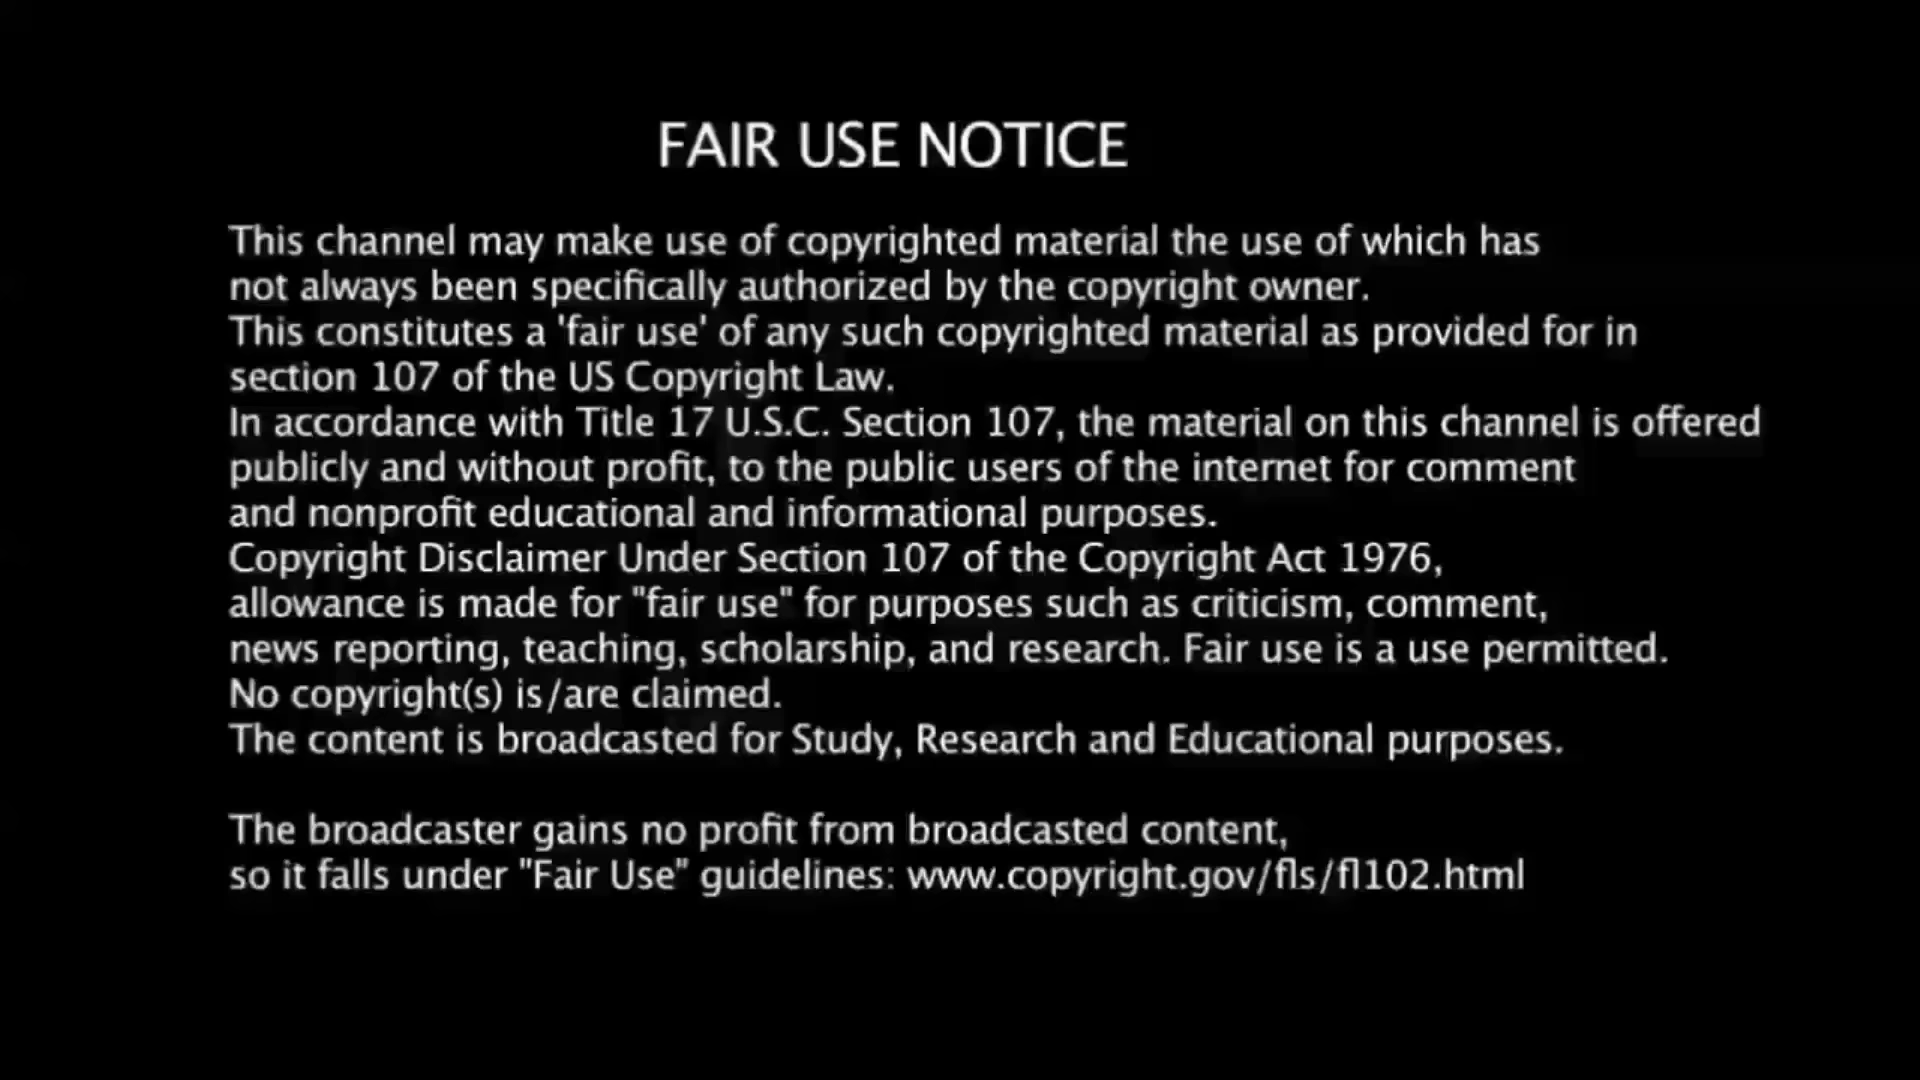 FAIR USE NOTICE
This channel may make use of copyrighted material the use of which has
not always been specifically authorized by the copyright owner.
This constitutes a 'fair use' of any such copyrighted material as provided for in
section 107 of the US Copyright Law.
In accordance with Title 17 U.S.C. Section 107, the material on this channel is offered
publicly and without profit, to the public users of the internet for comment
and nonprofit educational and informational purposes.
Copyright Disclaimer Under Section 107 of the Copyright Act 1976,
allowance is made for "fair use" for purposes such as criticism, comment,
news reporting, teaching, scholarship, and research. Fair use is a use permitted.
No copyright(s) is/are claimed.
The content is broadcasted for Study, Research and Educational purposes.
The broadcaster gains no profit from broadcasted content,
so it falls under "Fair Use" guidelines: www.copyright.gov/fls/fl102.html